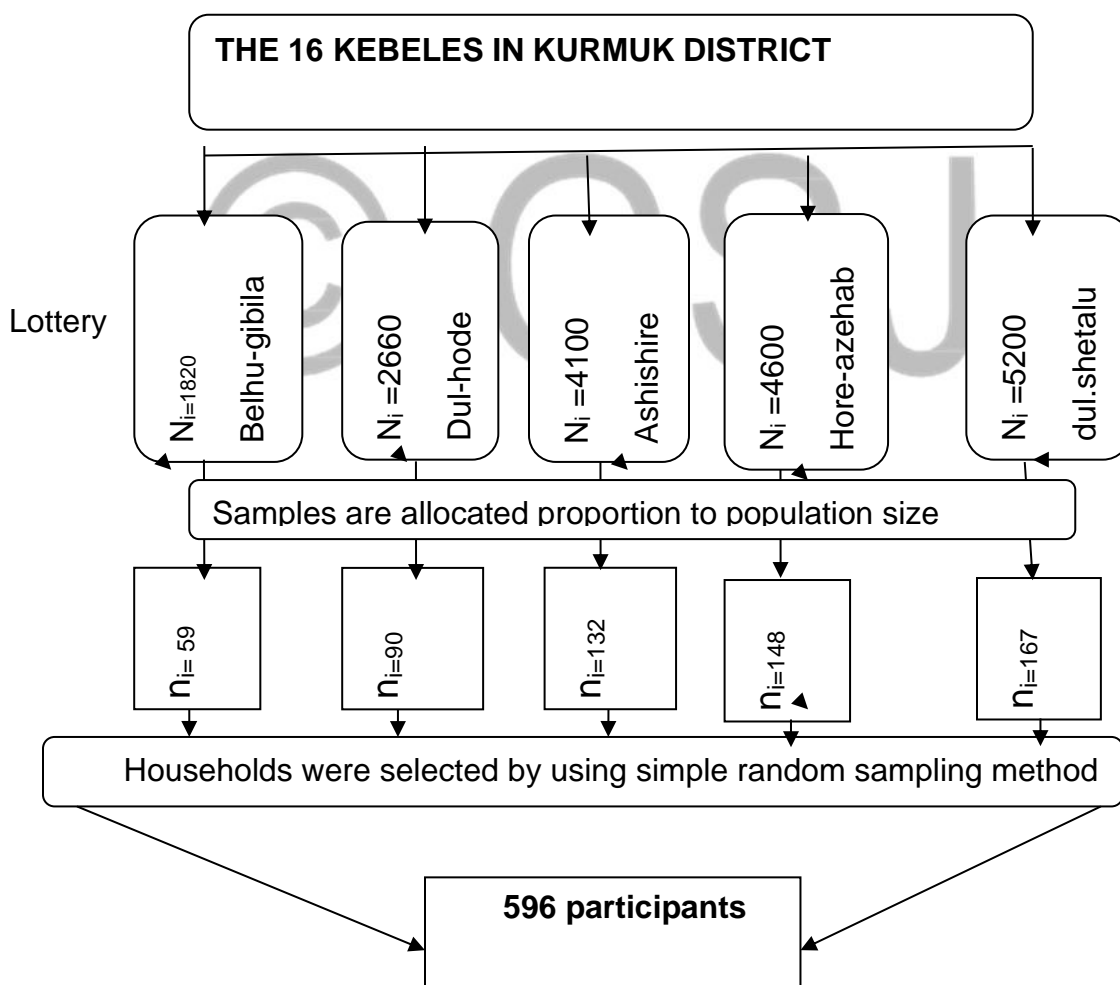 THE 16 KEBELES IN KURMUK DISTRICT
© GSJ
Lottery
Ni=1820
Belhu-gibila
Ni =2660
Dul-hode
Ni =4100
Ashishire
Ni =4600
Hore-azehab
Ni =5200
dul.shetalu
Samples are allocated proportion to population size
ni= 59
ni=90
ni=132
ni=148
ni=167
Households were selected by using simple random sampling method
596 participants